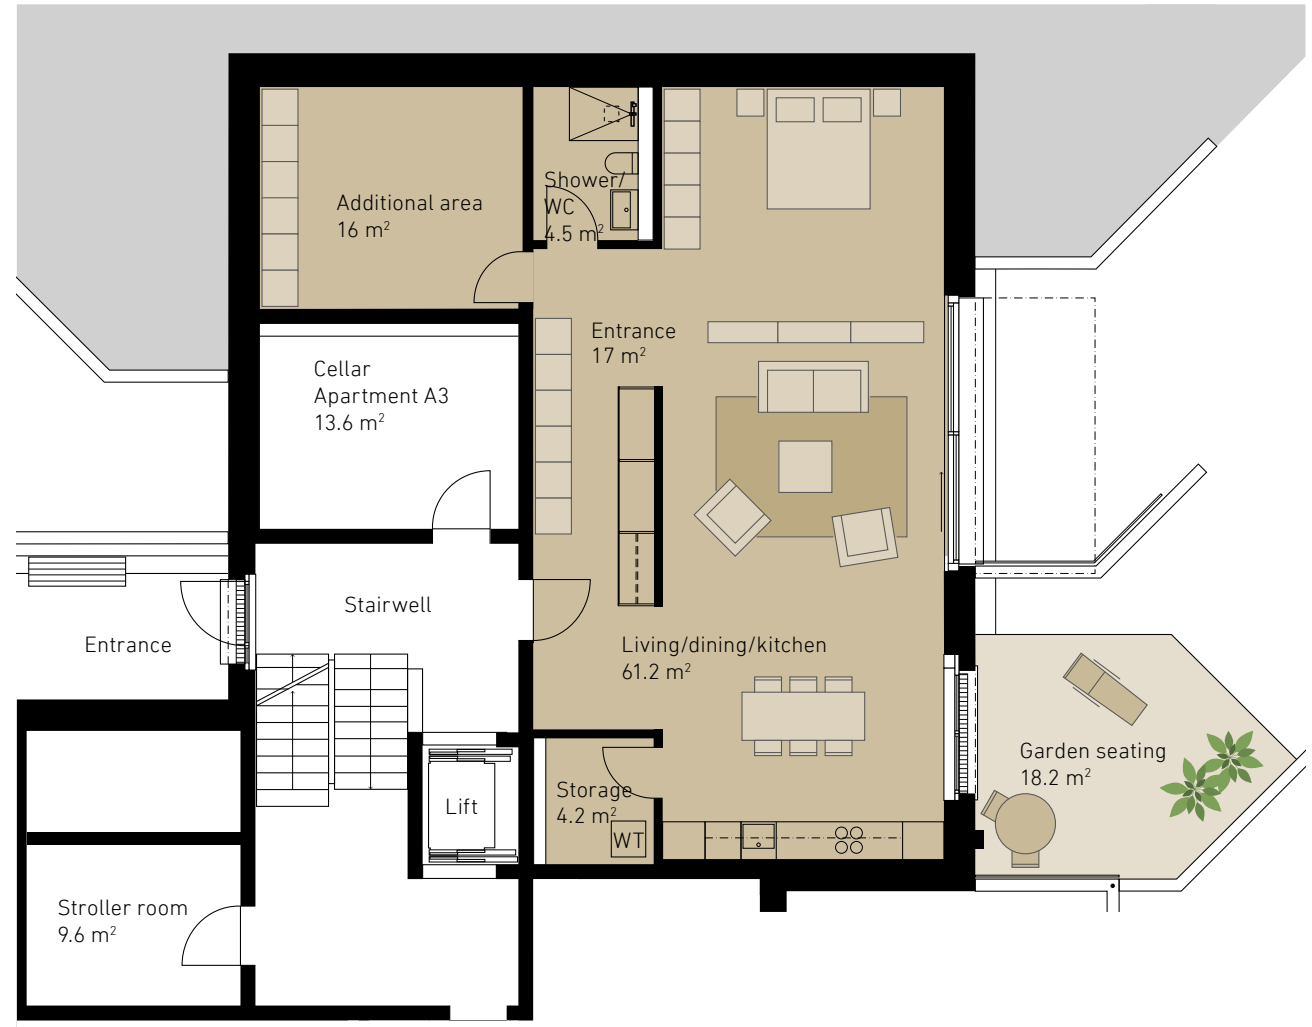 Additional area
16 m²
Shower/
WC
4.5 m²
Entrance
17 m²
Cellar
Apartment A3
13.6 m²
Stairwell
Entrance
Living/dining/kitchen
61.2 m²
Garden seating
18.2 m²
Storage
4.2 m²
WT
Lift
Stroller room
9.6 m²